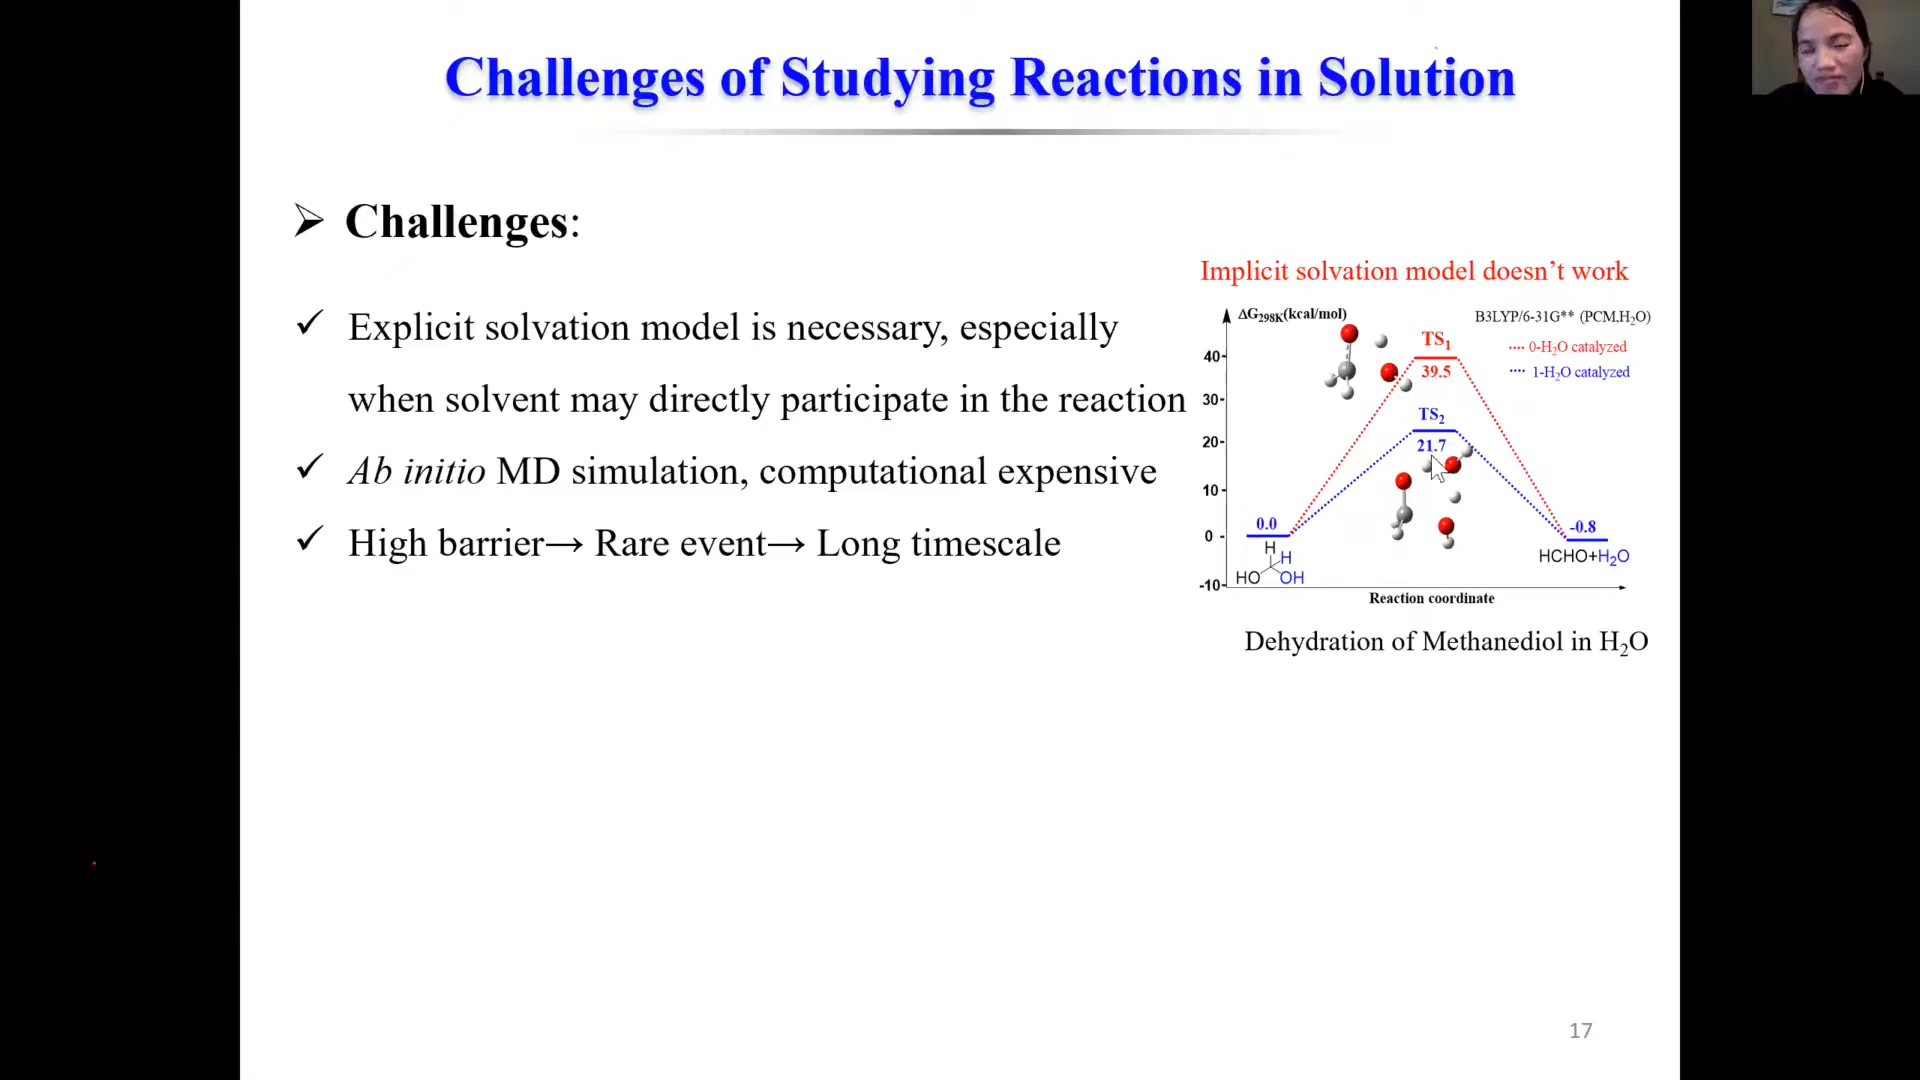 Challenges of Studying Reactions in Solution
➢ Challenges:
✓ Explicit solvation model is necessary, especially
when solvent may directly participate in the reaction
✓ Ab initio MD simulation, computational expensive
✓ High barrier→ Rare event→ Long timescale
Implicit solvation model doesn’t work
ΔG₂₉₈K(kcal/mol)
B3LYP/6-31G** (PCM,H₂O)
0-H₂O catalyzed
1-H₂O catalyzed
40
30
20
10
0
-10
TS₁
39.5
TS₂
21.7
0.0
H
H
HO
OH
-0.8
HCHO+H₂O
Reaction coordinate
Dehydration of Methanediol in H₂O
17